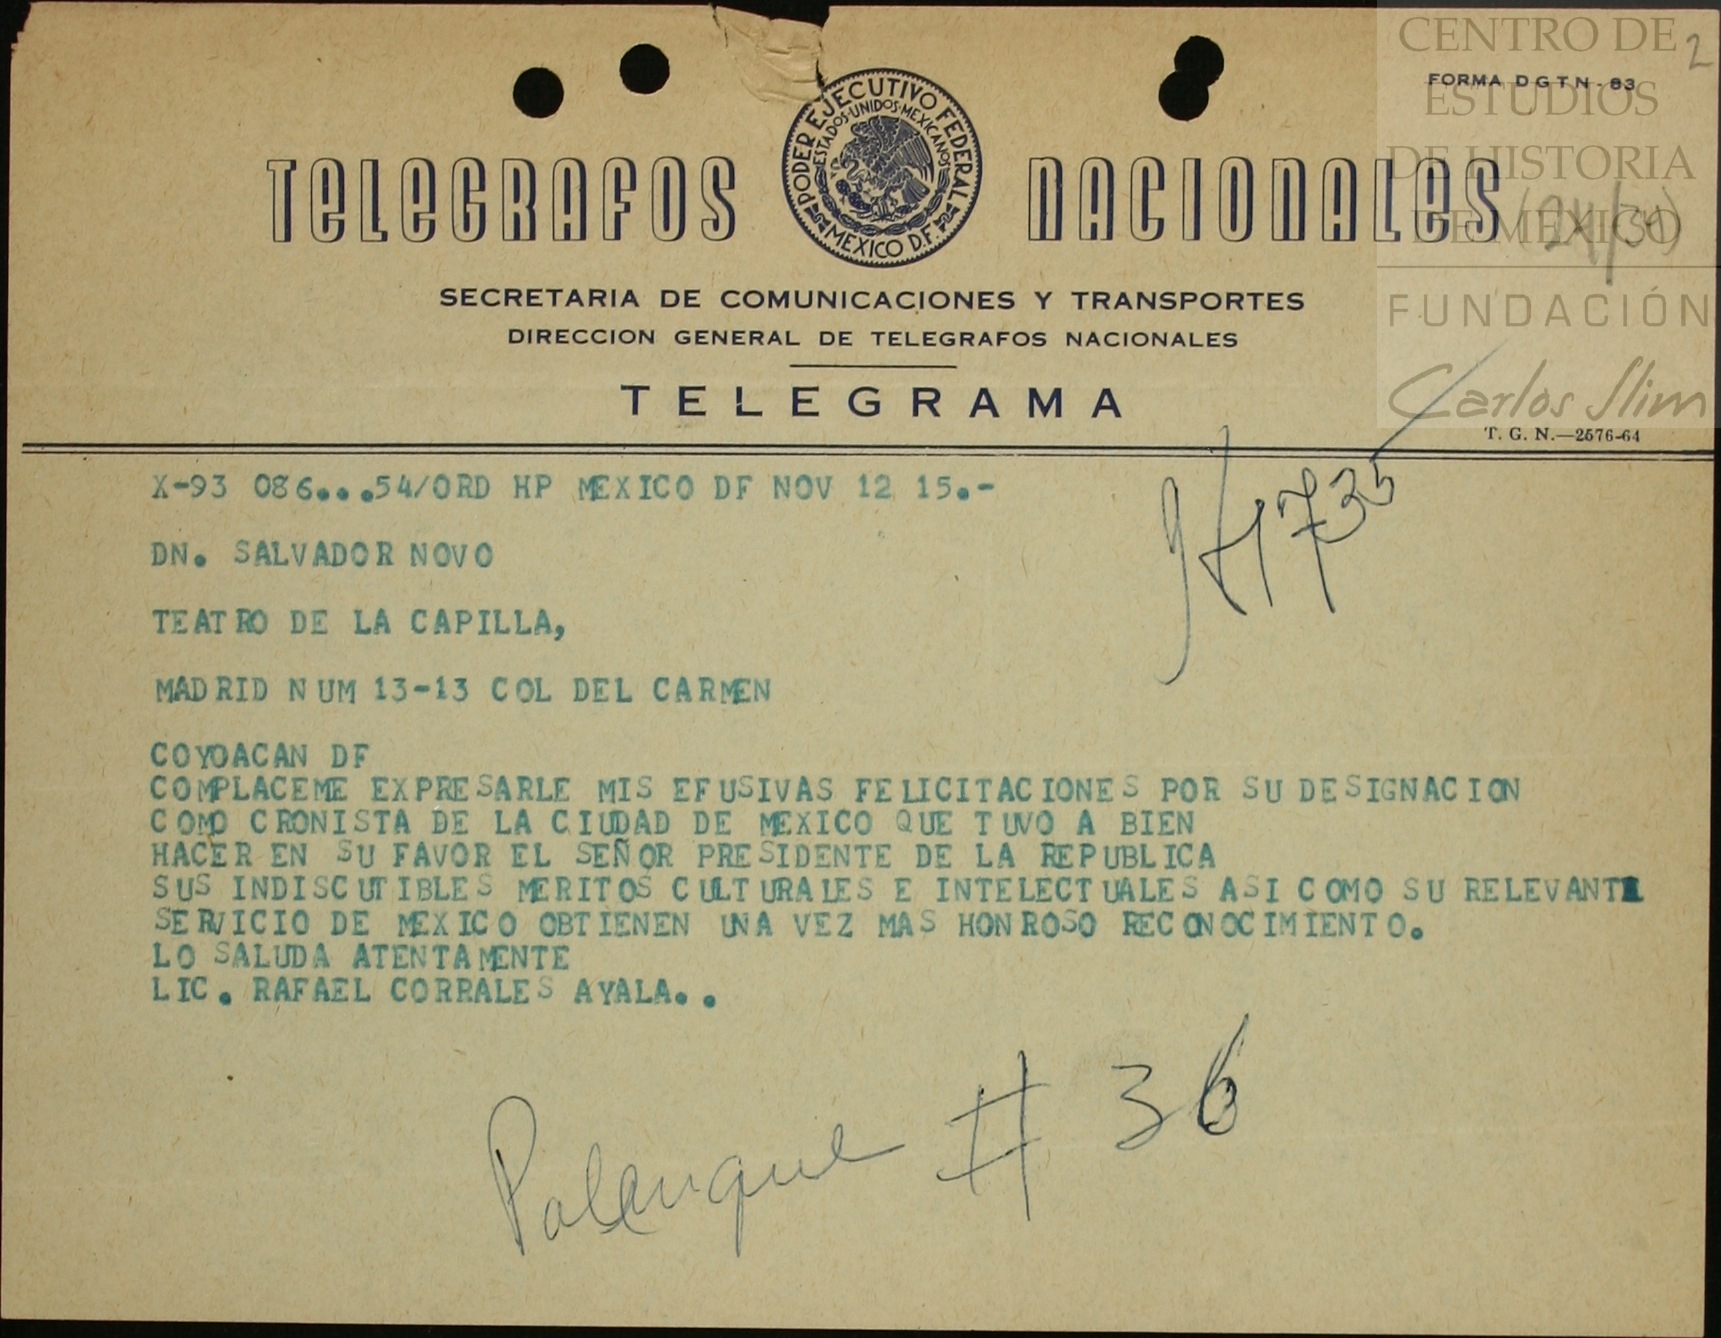 CENTRO DE
ESTUDIOS
DE HISTORIA
DE MÉXICO
FUNDACIÓN
Carlos Slim
2
FORMA D G T N - 83
TELEGRAFOS NACIONALES
PODER EJECUTIVO FEDERAL
ESTADOS·UNIDOS·MEXICANOS
MEXICO D.F.
SECRETARIA DE COMUNICACIONES Y TRANSPORTES
DIRECCION GENERAL DE TELEGRAFOS NACIONALES
TELEGRAMA
T. G. N.—2576-64
X-93 086...54/ORD HP MEXICO DF NOV 12 15.-
DN. SALVADOR NOVO
TEATRO DE LA CAPILLA,
MADRID NUM 13-13 COL DEL CARMEN
COYOACAN DF
COMPLACEME EXPRESARLE MIS EFUSIVAS FELICITACIONES POR SU DESIGNACION
COMO CRONISTA DE LA CIUDAD DE MEXICO QUE TUVO A BIEN
HACER EN SU FAVOR EL SEÑOR PRESIDENTE DE LA REPUBLICA
SUS INDISCUTIBLES MERITOS CULTURALES E INTELECTUALES ASI COMO SU RELEVANTE
SERVICIO DE MEXICO OBTIENEN UNA VEZ MAS HONROSO RECONOCIMIENTO.
LO SALUDA ATENTAMENTE
LIC. RAFAEL CORRALES AYALA..
Palenque # 36